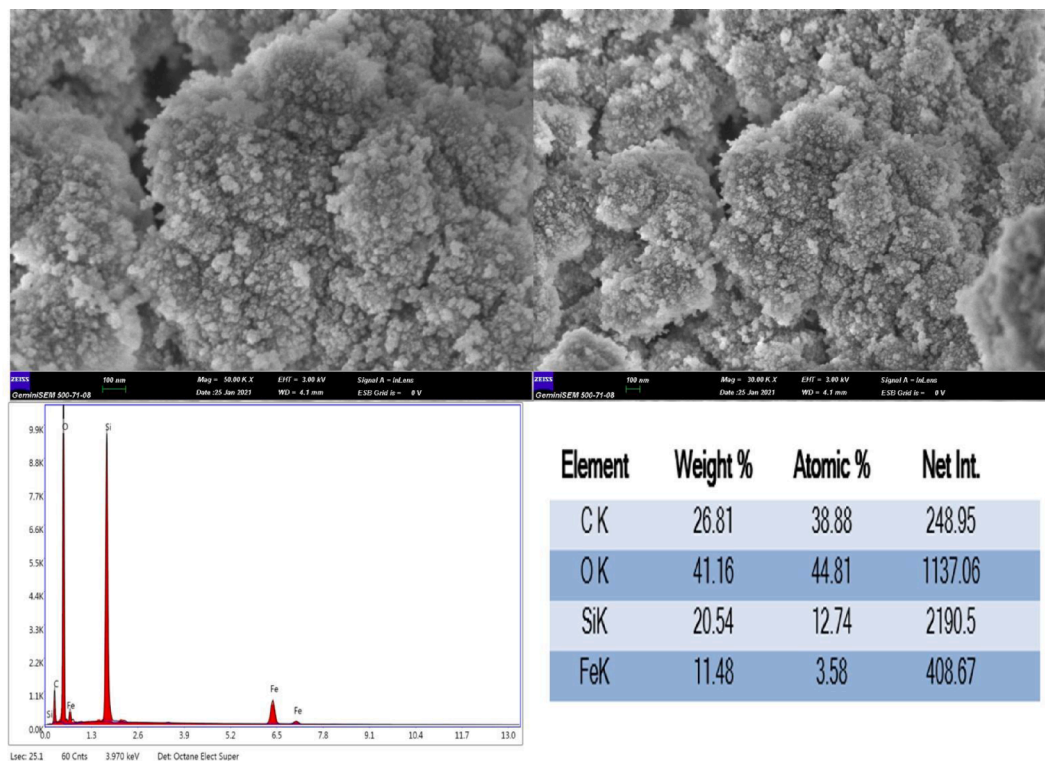 ZEISS
100 nm
Mag = 50.00 K X
EHT = 3.00 kV
Signal A = InLens
GeminiSEM 500-71-08
Date :25 Jan 2021
WD = 4.1 mm
ESB Grid is = 0 V
ZEISS
100 nm
Mag = 30.00 K X
EHT = 3.00 kV
Signal A = InLens
GeminiSEM 500-71-08
Date :25 Jan 2021
WD = 4.1 mm
ESB Grid is = 0 V
9.9K
8.8K
7.7K
6.6K
5.5K
4.4K
3.3K
2.2K
1.1K
0.0K
O
Si
C
Fe
Si
Fe
Fe
0.0 1.3 2.6 3.9 5.2 6.5 7.8 9.1 10.4 11.7 13.0
Lsec: 25.1 60 Cnts 3.970 keV Det: Octane Elect Super
Element Weight % Atomic % Net Int.
C K 26.81 38.88 248.95
O K 41.16 44.81 1137.06
SiK 20.54 12.74 2190.5
FeK 11.48 3.58 408.67